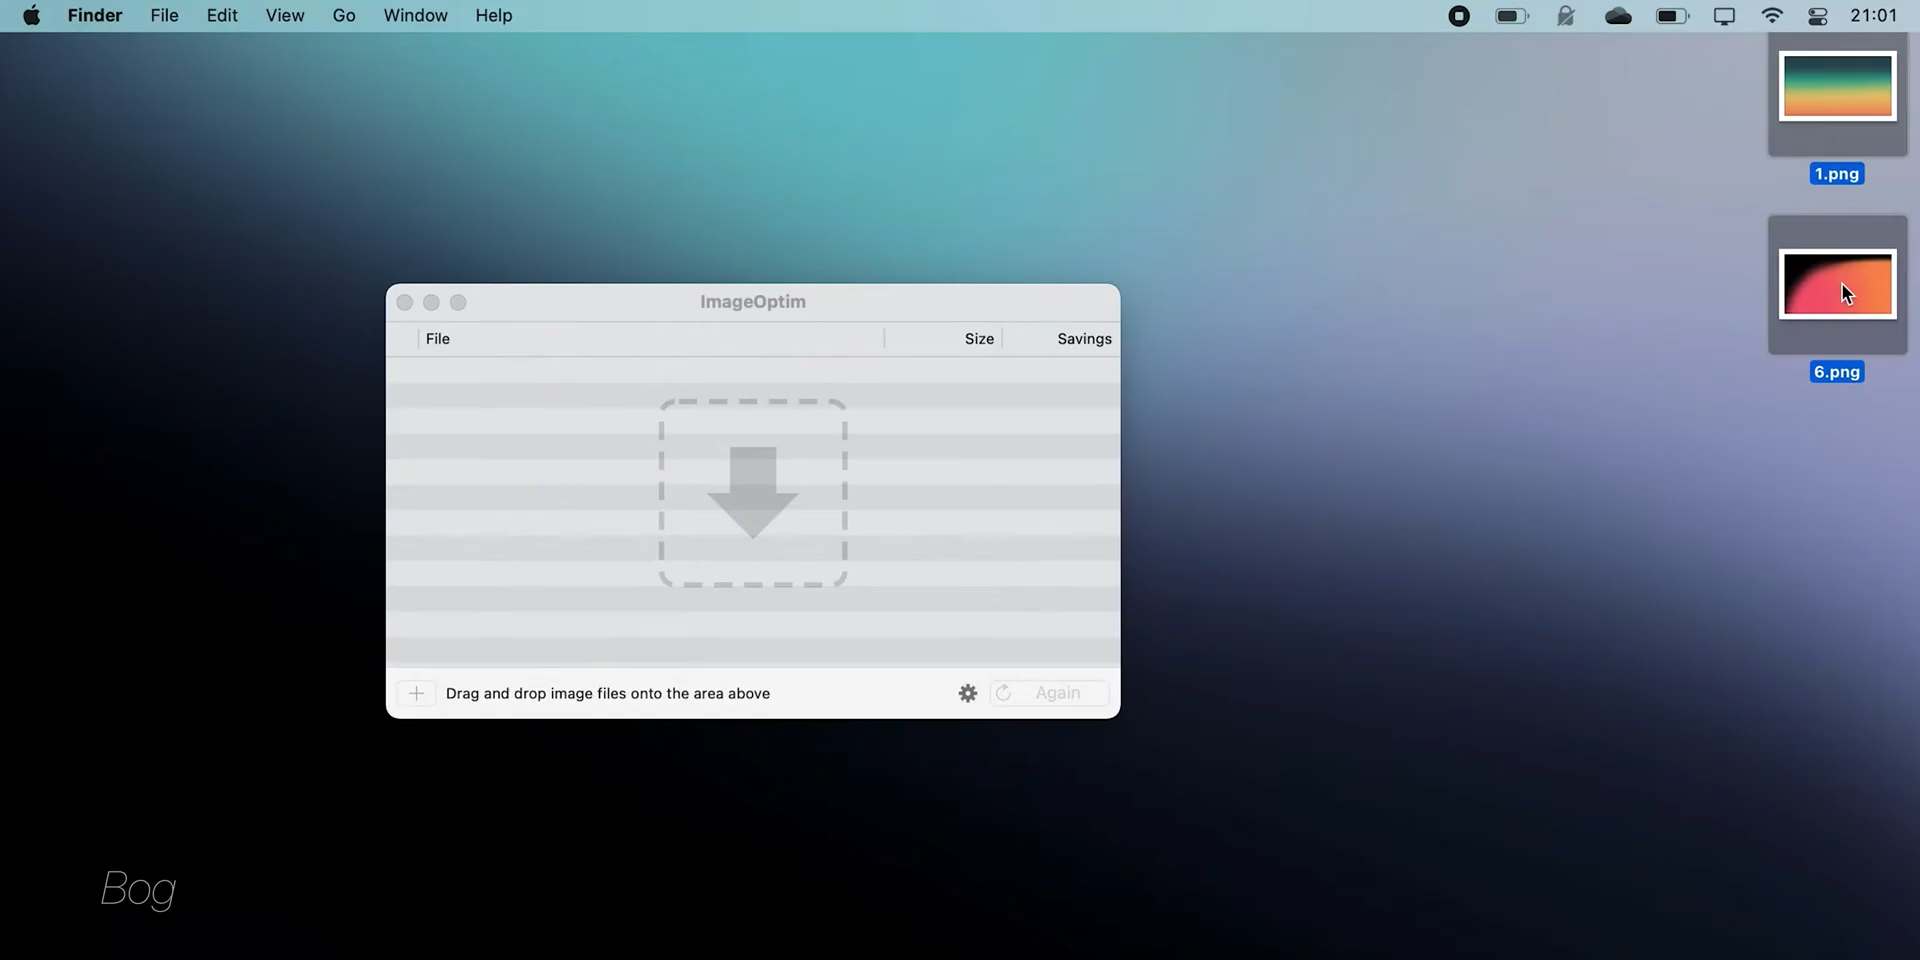 Finder File Edit View Go Window Help 21:01
1.png
6.png
ImageOptim
File Size Savings
Drag and drop image files onto the area above
Again
Bog